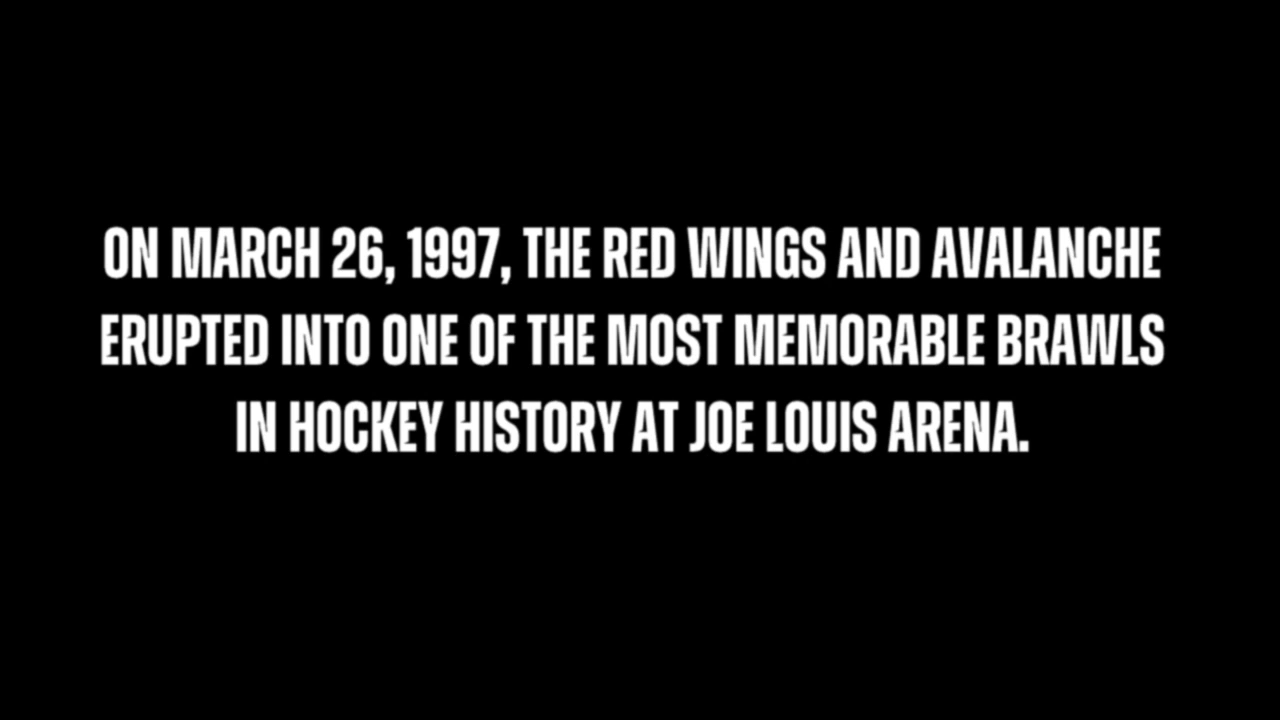 ON MARCH 26, 1997, THE RED WINGS AND AVALANCHE
ERUPTED INTO ONE OF THE MOST MEMORABLE BRAWLS
IN HOCKEY HISTORY AT JOE LOUIS ARENA.